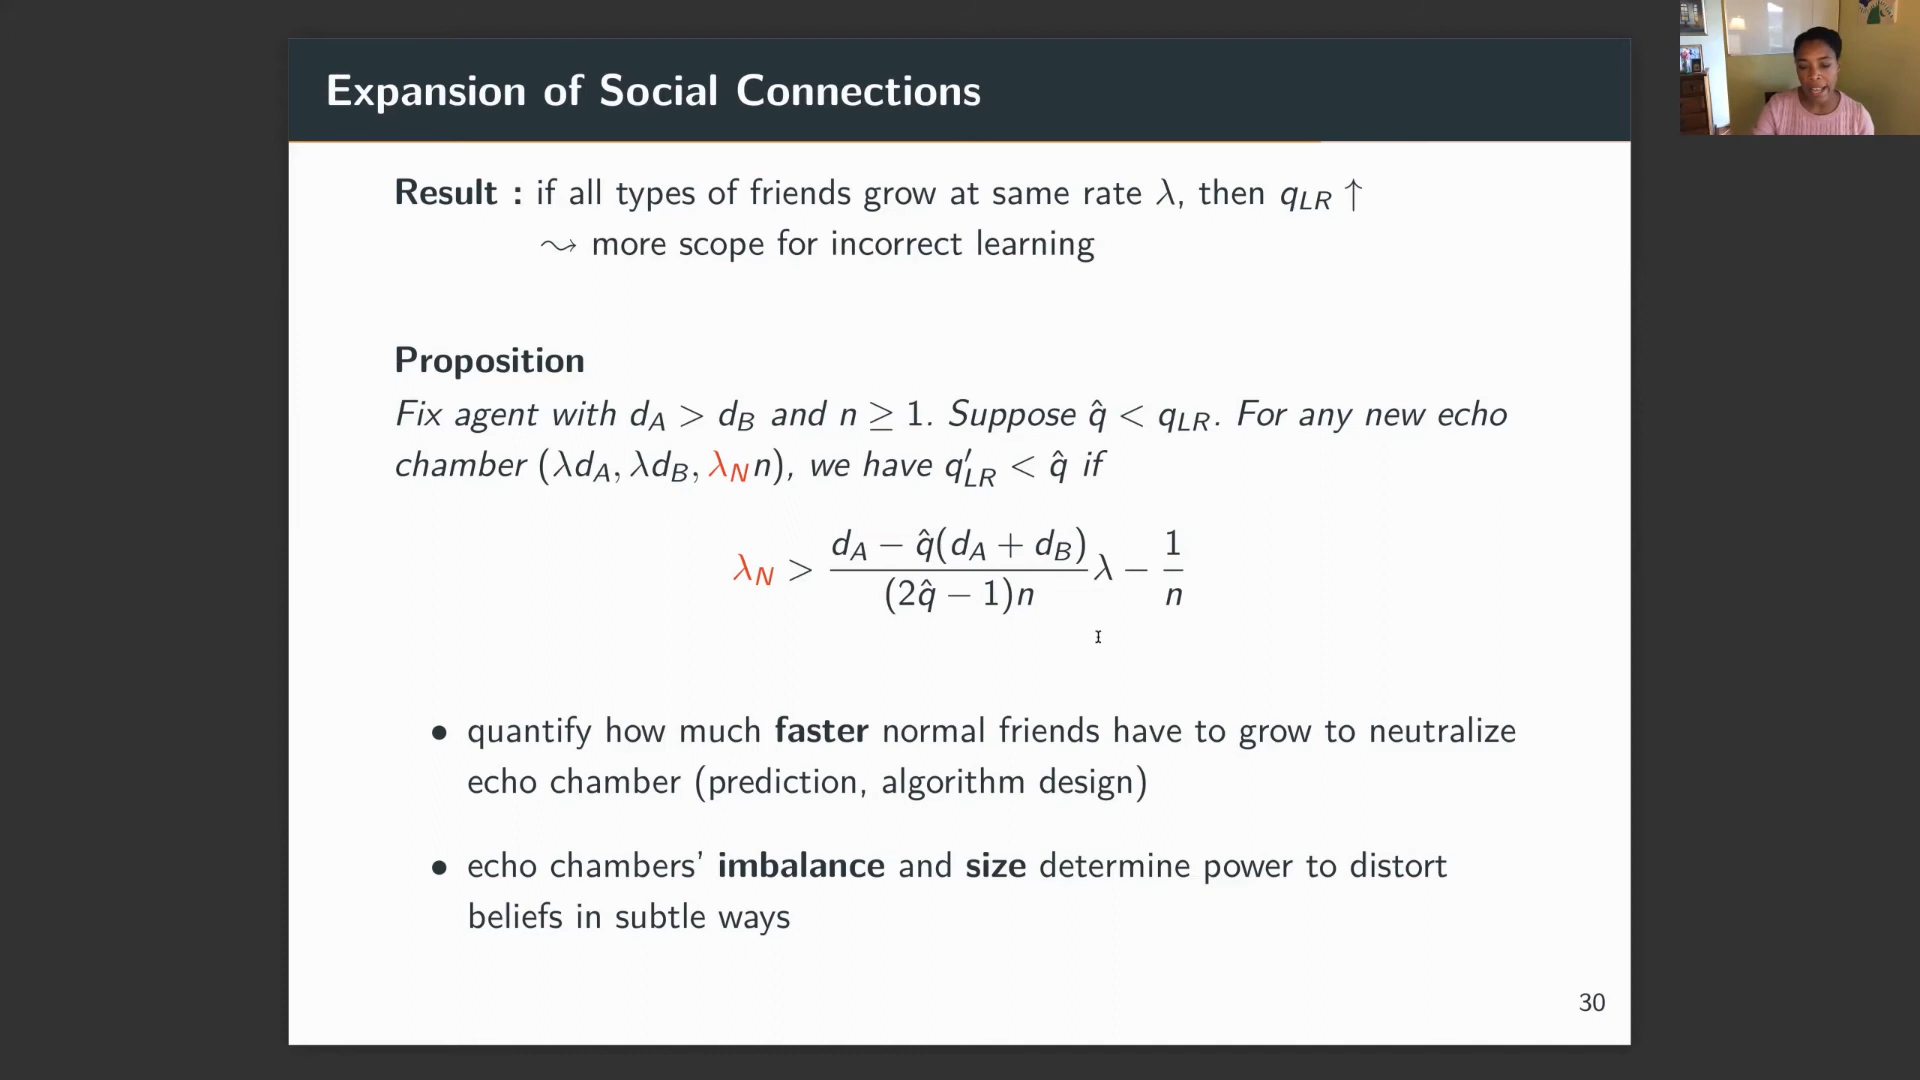 Expansion of Social Connections
Result : if all types of friends grow at same rate λ, then q_LR ↑
⇝ more scope for incorrect learning
Proposition
Fix agent with d_A > d_B and n ≥ 1. Suppose q̂ < q_LR. For any new echo
chamber (λd_A, λd_B, λ_N n), we have q′_LR < q̂ if
λ_N > \frac{d_A − q̂(d_A + d_B)}{(2q̂ − 1)n} λ − \frac{1}{n}
• quantify how much faster normal friends have to grow to neutralize
echo chamber (prediction, algorithm design)
• echo chambers’ imbalance and size determine power to distort
beliefs in subtle ways
30